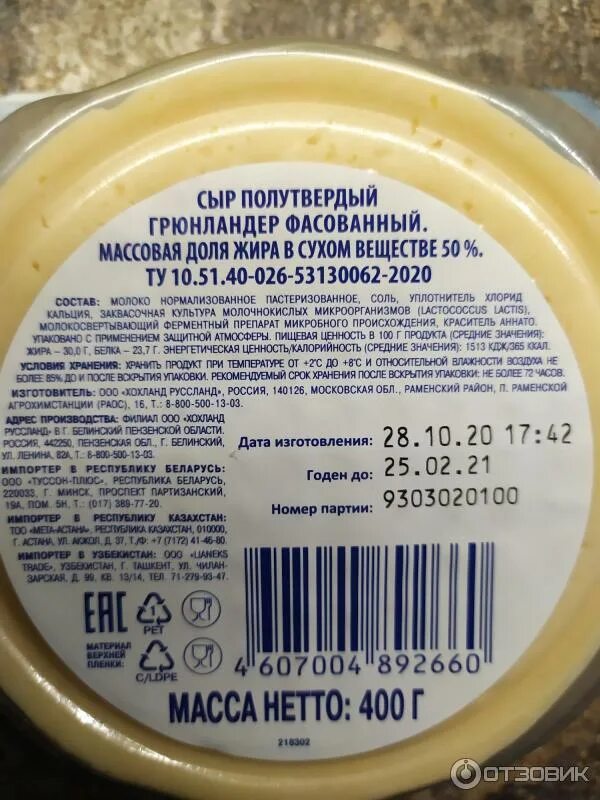 СЫР ПОЛУТВЕРДЫЙ
ГРЮНЛАНДЕР ФАСОВАННЫЙ.
МАССОВАЯ ДОЛЯ ЖИРА В СУХОМ ВЕЩЕСТВЕ 50 %.
ТУ 10.51.40-026-53130062-2020
СОСТАВ: МОЛОКО НОРМАЛИЗОВАННОЕ ПАСТЕРИЗОВАННОЕ, СОЛЬ, УПЛОТНИТЕЛЬ ХЛОРИД
КАЛЬЦИЯ, ЗАКВАСОЧНАЯ КУЛЬТУРА МОЛОЧНОКИСЛЫХ МИКРООРГАНИЗМОВ (LACTOCOCCUS LACTIS),
МОЛОКОСВЕРТЫВАЮЩИЙ ФЕРМЕНТНЫЙ ПРЕПАРАТ МИКРОБНОГО ПРОИСХОЖДЕНИЯ, КРАСИТЕЛЬ АННАТО.
УПАКОВАНО С ПРИМЕНЕНИЕМ ЗАЩИТНОЙ АТМОСФЕРЫ. ПИЩЕВАЯ ЦЕННОСТЬ В 100 Г ПРОДУКТА (СРЕДНИЕ ЗНАЧЕНИЯ):
ЖИРА – 30,0 Г, БЕЛКА – 23,7 Г. ЭНЕРГЕТИЧЕСКАЯ ЦЕННОСТЬ/КАЛОРИЙНОСТЬ (СРЕДНИЕ ЗНАЧЕНИЯ): 1513 КДЖ/365 ККАЛ.
УСЛОВИЯ ХРАНЕНИЯ: ХРАНИТЬ ПРОДУКТ ПРИ ТЕМПЕРАТУРЕ ОТ +2°С ДО +8°С И ОТНОСИТЕЛЬНОЙ ВЛАЖНОСТИ ВОЗДУХА НЕ
БОЛЕЕ 85% ДО И ПОСЛЕ ВСКРЫТИЯ УПАКОВКИ. РЕКОМЕНДУЕМЫЙ СРОК ХРАНЕНИЯ ПОСЛЕ ВСКРЫТИЯ УПАКОВКИ: НЕ БОЛЕЕ 72 ЧАСОВ.
ИЗГОТОВИТЕЛЬ: ООО «ХОХЛАНД РУССЛАНД», РОССИЯ, 140126, МОСКОВСКАЯ ОБЛ., РАМЕНСКИЙ РАЙОН, П. РАМЕНСКОЙ
АГРОХИМСТАНЦИИ (РАОС), 16, Т.: 8-800-500-13-03.
АДРЕС ПРОИЗВОДСТВА: ФИЛИАЛ ООО «ХОХЛАНД
РУССЛАНД» В Г. БЕЛИНСКИЙ ПЕНЗЕНСКОЙ ОБЛАСТИ.
РОССИЯ, 442250, ПЕНЗЕНСКАЯ ОБЛ., Г. БЕЛИНСКИЙ,
УЛ. ЛЕНИНА, 82А, Т.: 8-800-500-13-03.
ИМПОРТЕР В РЕСПУБЛИКУ БЕЛАРУСЬ:
ООО «ТУССОН-ПЛЮС», РЕСПУБЛИКА БЕЛАРУСЬ,
220033, Г. МИНСК, ПРОСПЕКТ ПАРТИЗАНСКИЙ,
19А, ПОМ. 5Н, Т.: (017) 389-77-20.
ИМПОРТЕР В РЕСПУБЛИКУ КАЗАХСТАН:
ТОО «МЕТА-АСТАНА», РЕСПУБЛИКА КАЗАХСТАН, 010000,
Г. АСТАНА, УЛ. АКЖОЛ, Д. 37, Т./Ф: +7 (7172) 41-46-80.
ИМПОРТЕР В УЗБЕКИСТАН: ООО «LIANEKS
TRADE», УЗБЕКИСТАН, Г. ТАШКЕНТ, УЛ. ЧИЛАН-
ЗАРСКАЯ, Д. 99, КВ. 13/14, ТЕЛ. 71-279-93-47.
Дата изготовления: 28.10.20 17:42
Годен до: 25.02.21
Номер партии: 9303020100
EAC
1
PET
МАТЕРИАЛ
ВЕРХНЕЙ
ПЛЕНКИ:
C/LDPE
4 607004 892660
МАССА НЕТТО: 400 Г
218302
ОТЗОВИК